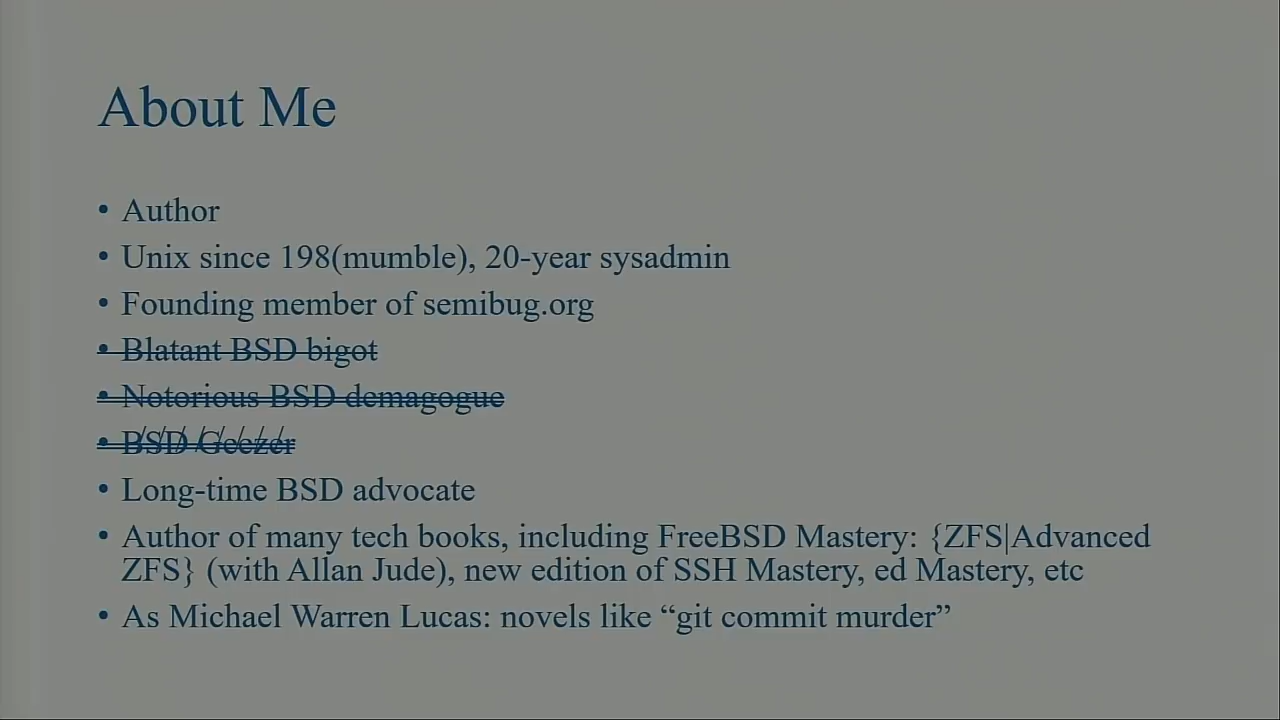 About Me
• Author
• Unix since 198(mumble), 20-year sysadmin
• Founding member of semibug.org
• Blatant BSD bigot
• Notorious BSD demagogue
• BSD Geezer
• Long-time BSD advocate
• Author of many tech books, including FreeBSD Mastery: {ZFS|Advanced
ZFS} (with Allan Jude), new edition of SSH Mastery, ed Mastery, etc
• As Michael Warren Lucas: novels like “git commit murder”